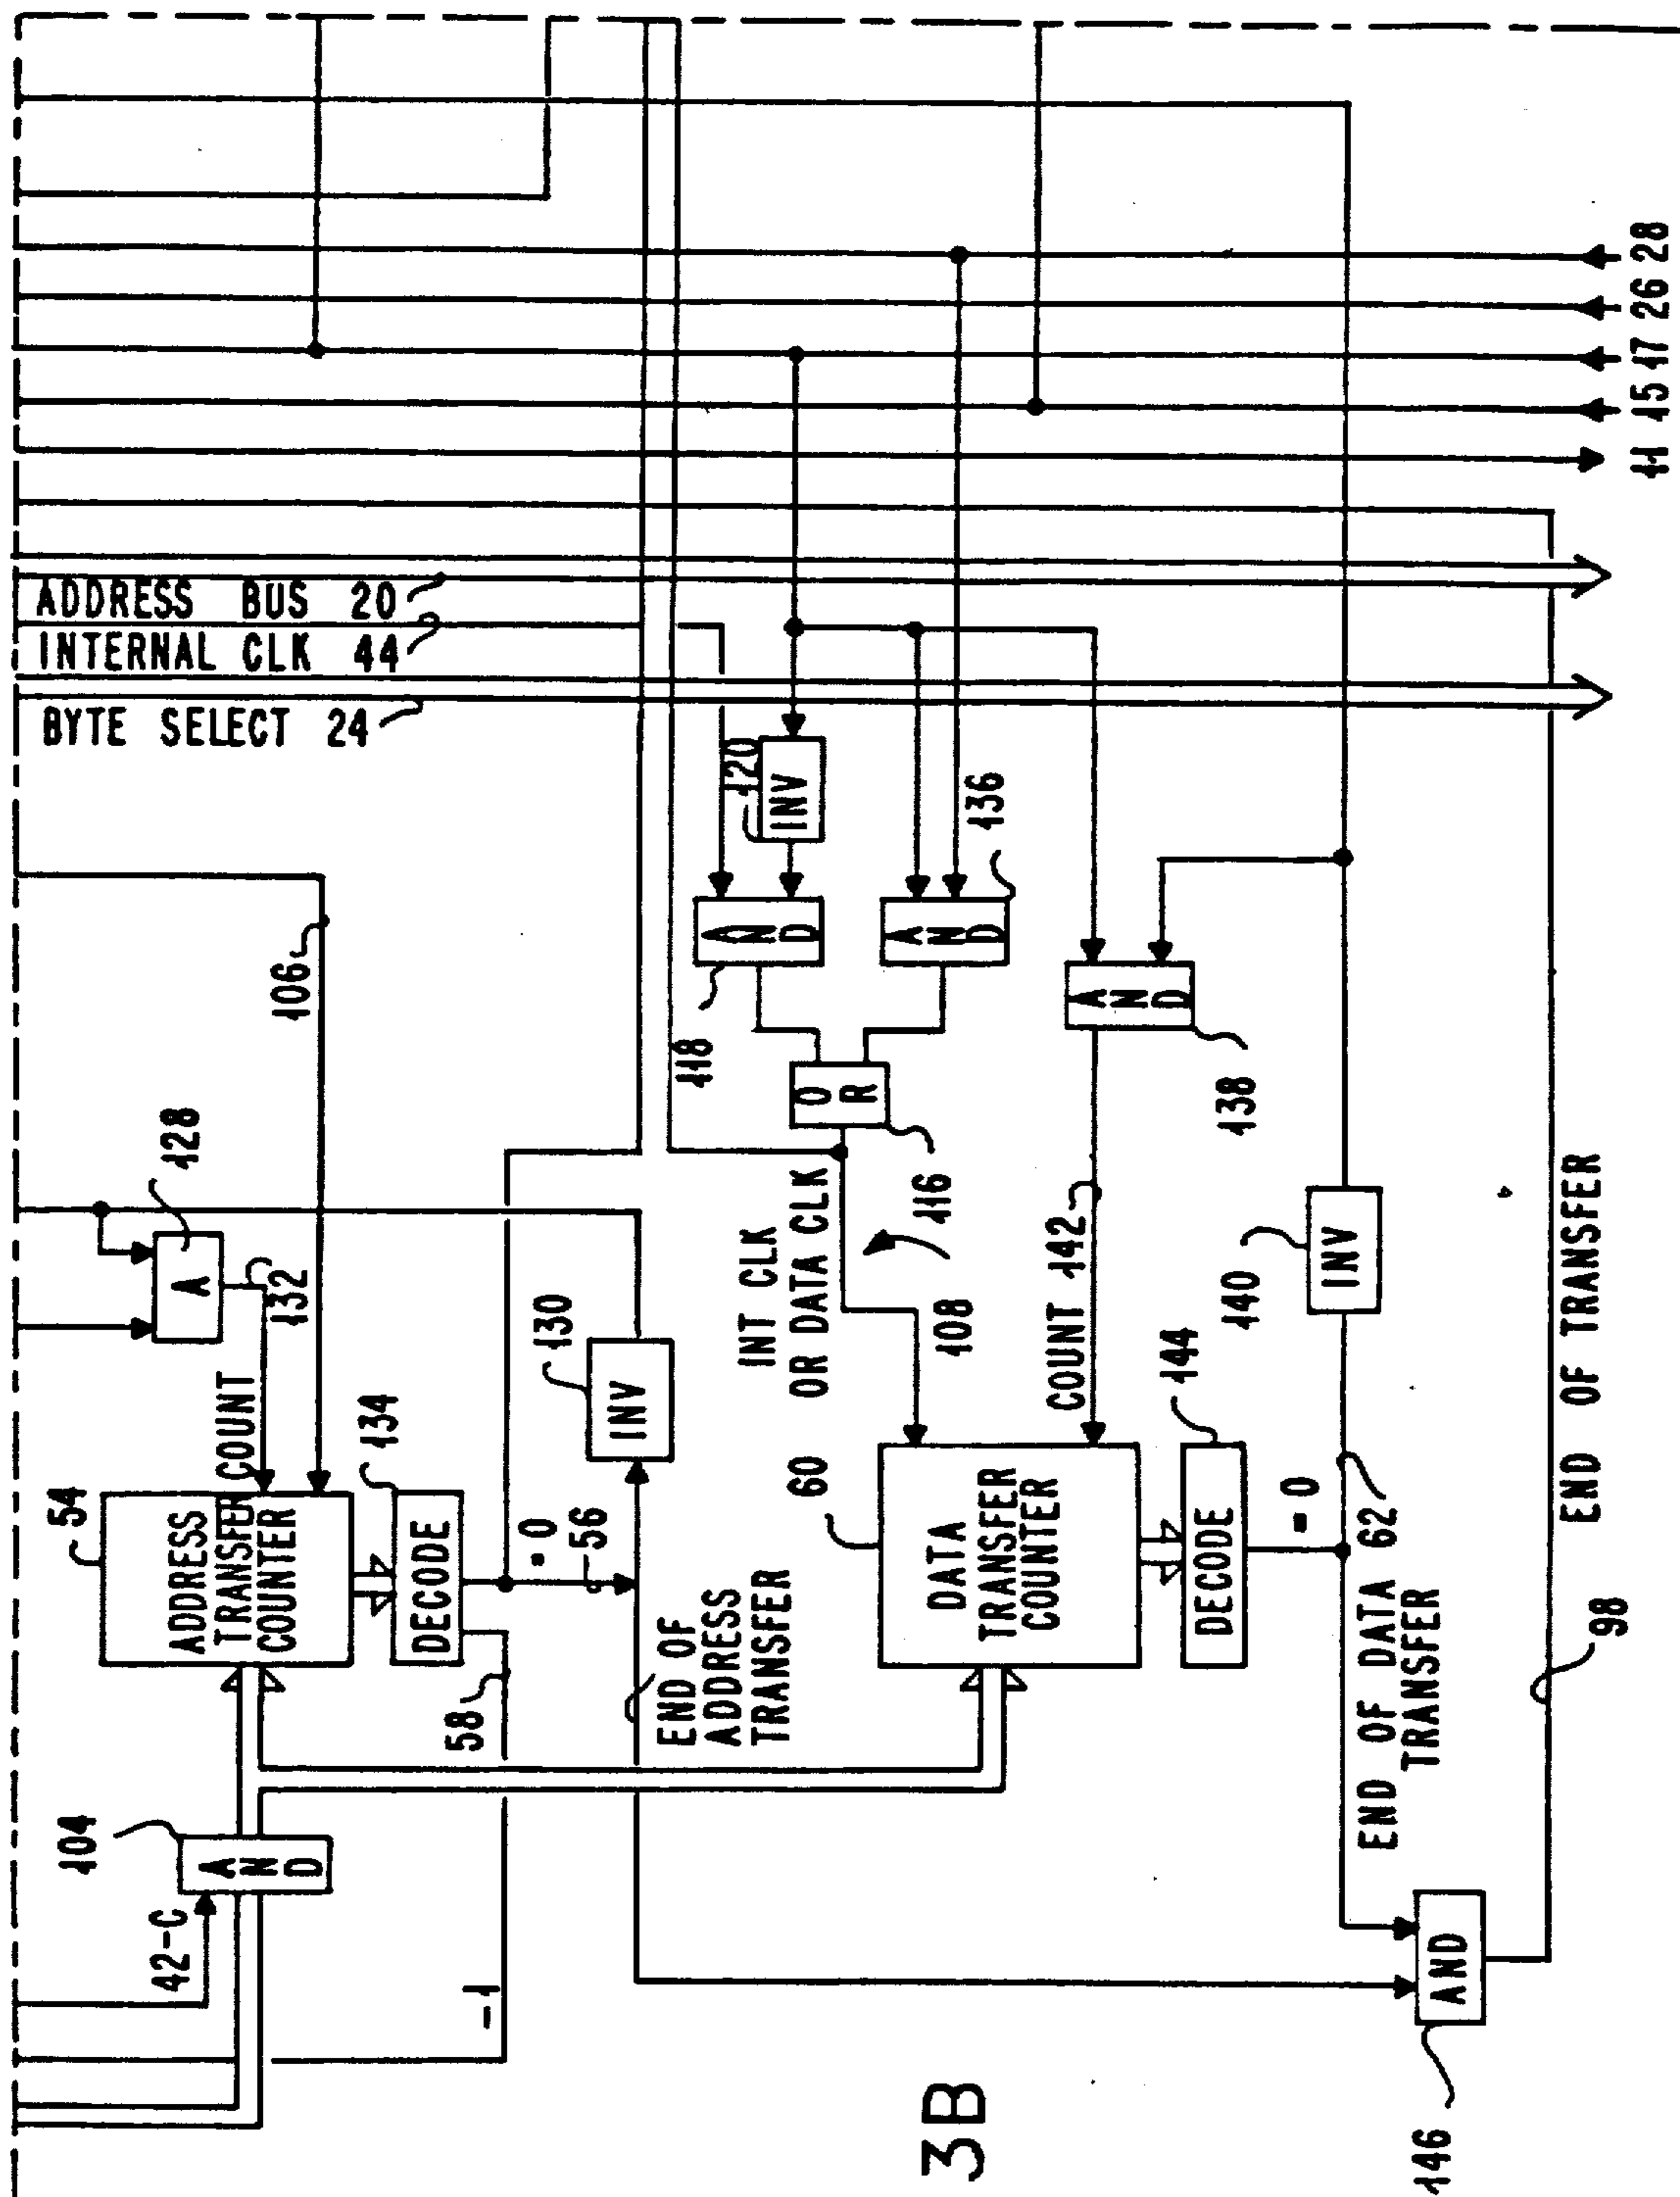 28
26
17
15
11
ADDRESS BUS 20
INTERNAL CLK 44
BYTE SELECT 24
120
INV
AND
118
AND
136
106
AND
138
OR
116
128
A
132
COUNT
INT CLK
OR DATA CLK
108
COUNT 142
140
INV
130
INV
54
ADDRESS
TRANSFER
COUNTER
134
DECODE
= 0
56
58
-1
END OF
ADDRESS
TRANSFER
60
DATA
TRANSFER
COUNTER
144
DECODE
= 0
END OF DATA 62
TRANSFER
104
AND
42-C
AND
146
98
END OF TRANSFER
3B